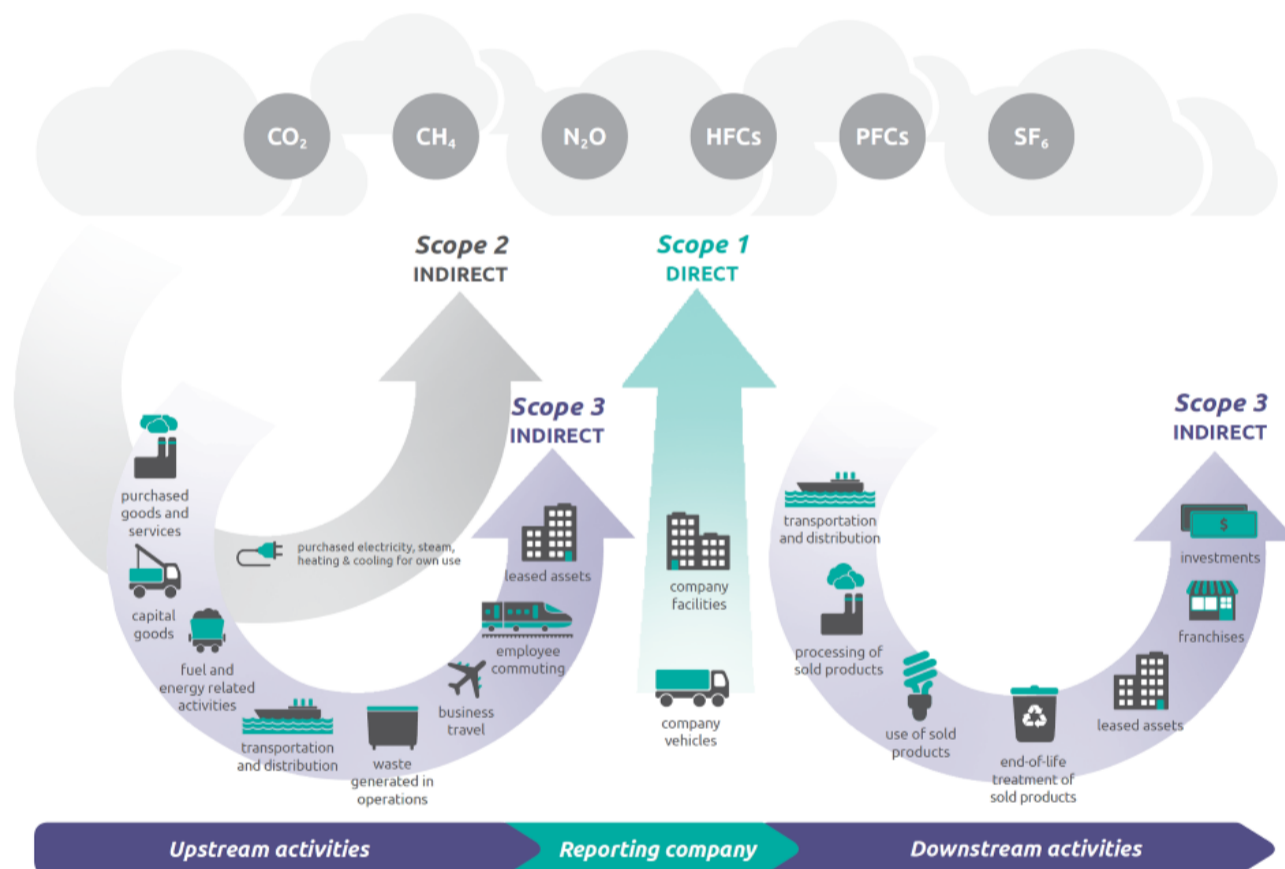 CO₂
CH₄
N₂O
HFCs
PFCs
SF₆
Scope 2
INDIRECT
Scope 1
DIRECT
Scope 3
INDIRECT
Scope 3
INDIRECT
purchased
goods and
services
capital
goods
fuel and
energy related
activities
purchased electricity, steam,
heating & cooling for own use
transportation
and distribution
waste
generated in
operations
business
travel
employee
commuting
leased assets
company
facilities
company
vehicles
transportation
and distribution
processing of
sold products
use of sold
products
end-of-life
treatment of
sold products
leased assets
franchises
$
investments
Upstream activities
Reporting company
Downstream activities